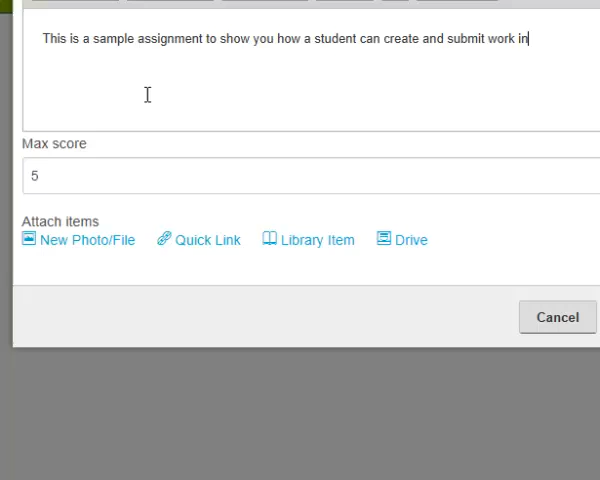 This is a sample assignment to show you how a student can create and submit work in
Max score
5
Attach items
New Photo/File Quick Link Library Item Drive
Cancel